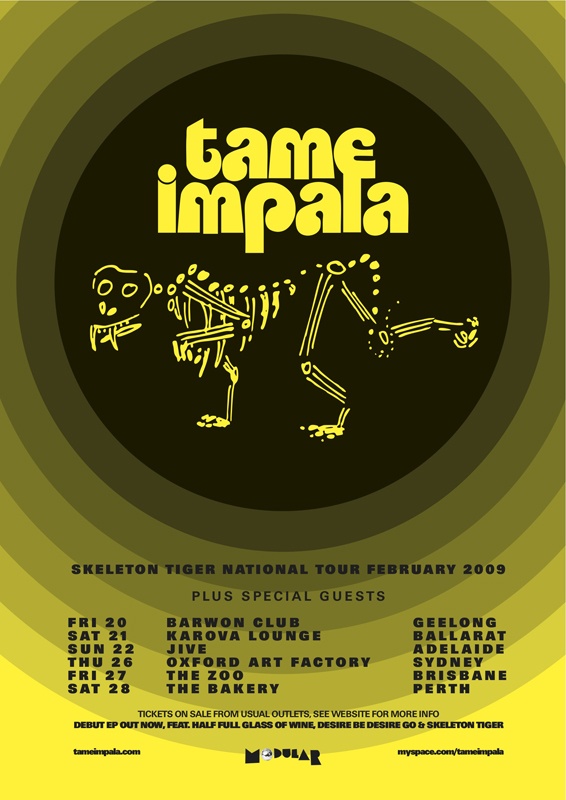 tame
impala
SKELETON TIGER NATIONAL TOUR FEBRUARY 2009
PLUS SPECIAL GUESTS
FRI 20 BARWON CLUB GEELONG
SAT 21 KAROVA LOUNGE BALLARAT
SUN 22 JIVE ADELAIDE
THU 26 OXFORD ART FACTORY SYDNEY
FRI 27 THE ZOO BRISBANE
SAT 28 THE BAKERY PERTH
TICKETS ON SALE FROM USUAL OUTLETS, SEE WEBSITE FOR MORE INFO
DEBUT EP OUT NOW, FEAT. HALF FULL GLASS OF WINE, DESIRE BE DESIRE GO & SKELETON TIGER
tameimpala.com MODULAR myspace.com/tameimpala